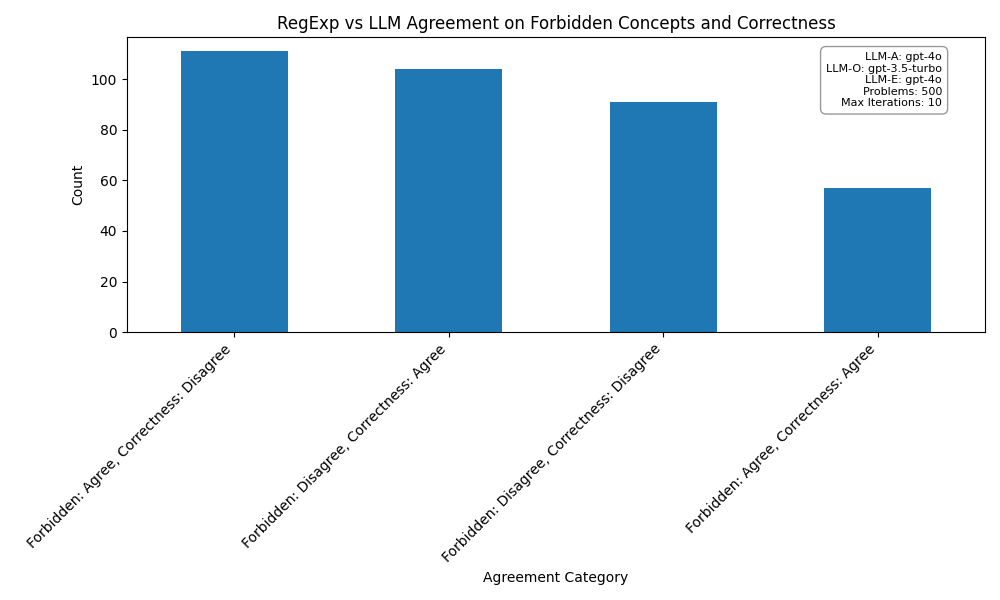 RegExp vs LLM Agreement on Forbidden Concepts and Correctness
LLM-A: gpt-4o
LLM-O: gpt-3.5-turbo
LLM-E: gpt-4o
Problems: 500
Max Iterations: 10
Count
100
80
60
40
20
0
Forbidden: Agree, Correctness: Disagree
Forbidden: Disagree, Correctness: Agree
Forbidden: Disagree, Correctness: Disagree
Forbidden: Agree, Correctness: Agree
Agreement Category